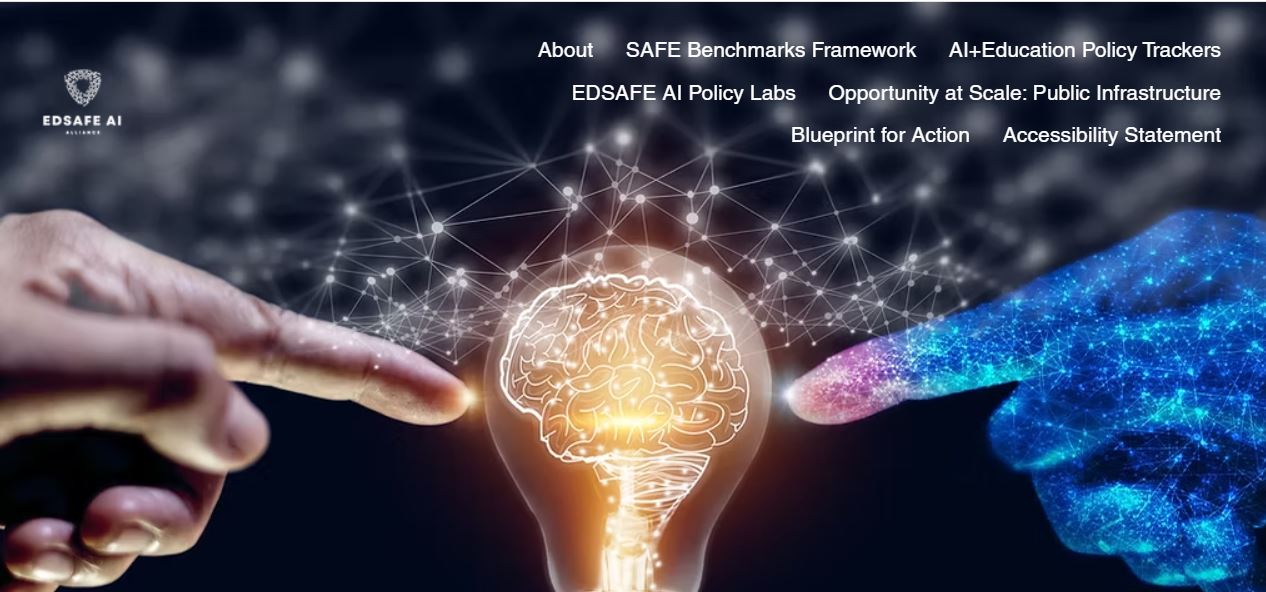 About SAFE Benchmarks Framework AI+Education Policy Trackers
EDSAFE AI Policy Labs Opportunity at Scale: Public Infrastructure
Blueprint for Action Accessibility Statement
EDSAFE AI
ALLIANCE